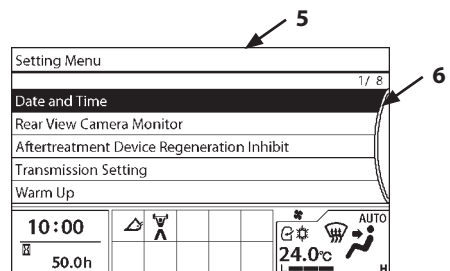 5
Setting Menu
1/ 8
6
Date and Time
Rear View Camera Monitor
Aftertreatment Device Regeneration Inhibit
Transmission Setting
Warm Up
10:00
AUTO
50.0h
24.0℃
L H